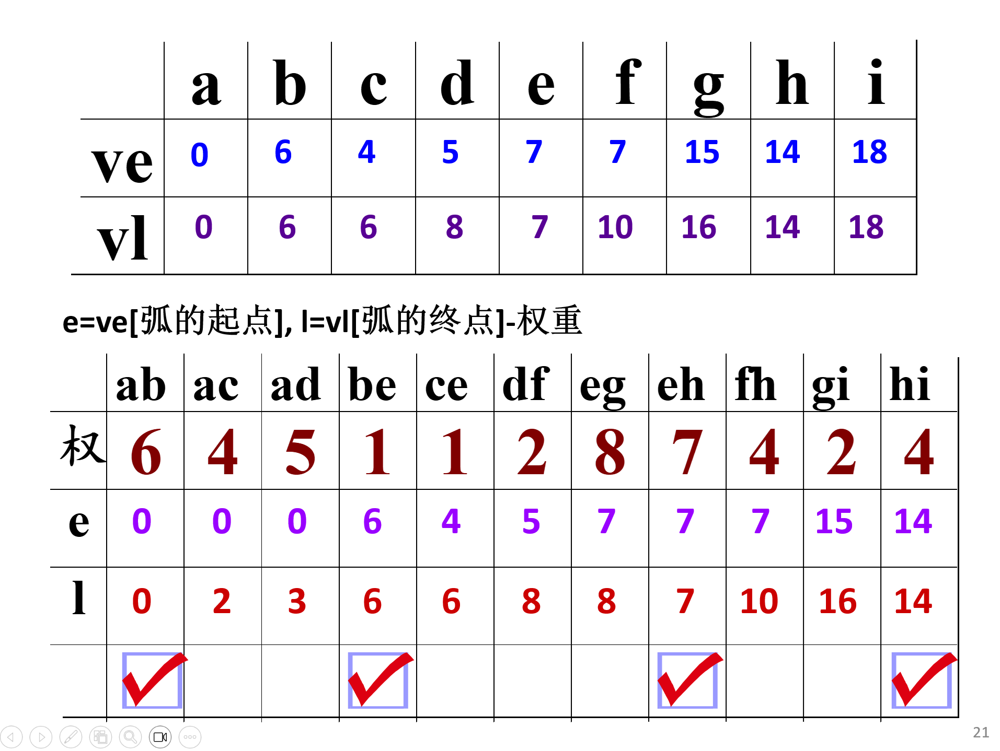 a b c d e f g h i
ve 0 6 4 5 7 7 15 14 18
vl 0 6 6 8 7 10 16 14 18
e=ve[弧的起点], l=vl[弧的终点]-权重
ab ac ad be ce df eg eh fh gi hi
权 6 4 5 1 1 2 8 7 4 2 4
e 0 0 0 6 4 5 7 7 7 15 14
l 0 2 3 6 6 8 8 7 10 16 14
21